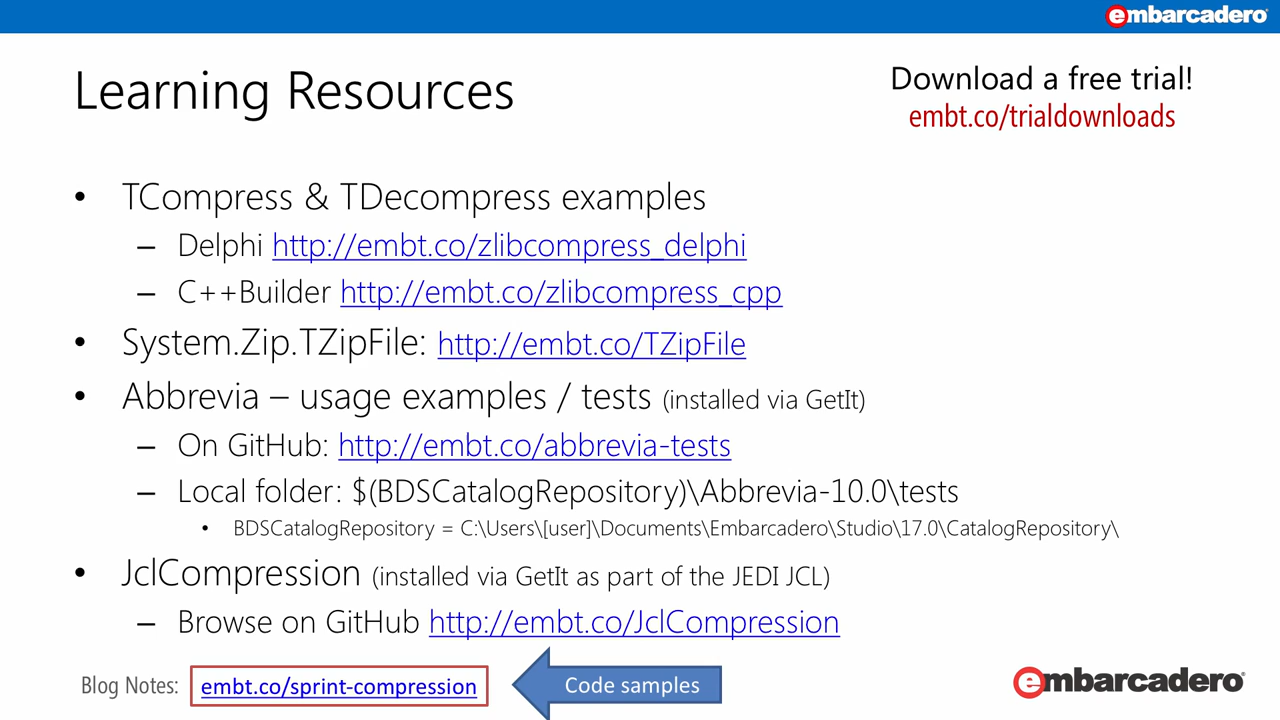 embarcadero
Learning Resources
Download a free trial!
embt.co/trialdownloads
• TCompress & TDecompress examples
– Delphi http://embt.co/zlibcompress_delphi
– C++Builder http://embt.co/zlibcompress_cpp
• System.Zip.TZipFile: http://embt.co/TZipFile
• Abbrevia – usage examples / tests (installed via GetIt)
– On GitHub: http://embt.co/abbrevia-tests
– Local folder: $(BDSCatalogRepository)\Abbrevia-10.0\tests
• BDSCatalogRepository = C:\Users\[user]\Documents\Embarcadero\Studio\17.0\CatalogRepository\
• JclCompression (installed via GetIt as part of the JEDI JCL)
– Browse on GitHub http://embt.co/JclCompression
Blog Notes: embt.co/sprint-compression
Code samples
embarcadero